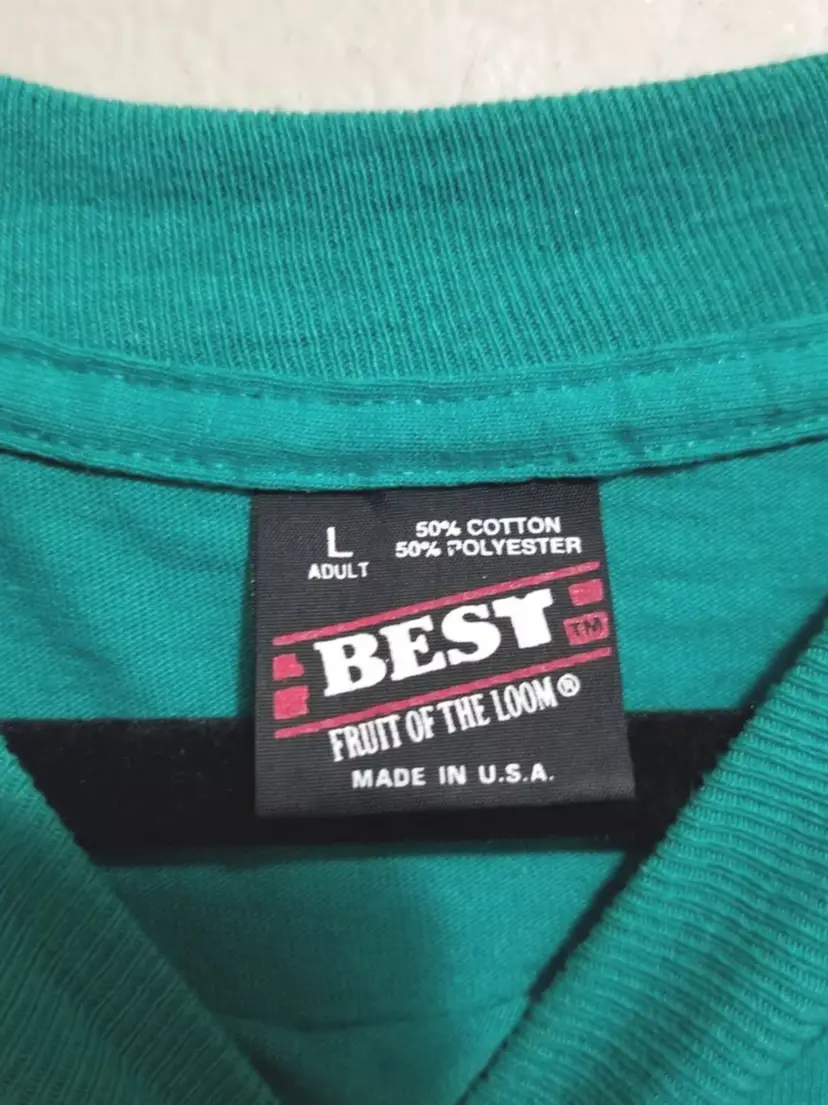 L
ADULT
50% COTTON
50% POLYESTER
BEST TM
FRUIT OF THE LOOM®
MADE IN U.S.A.